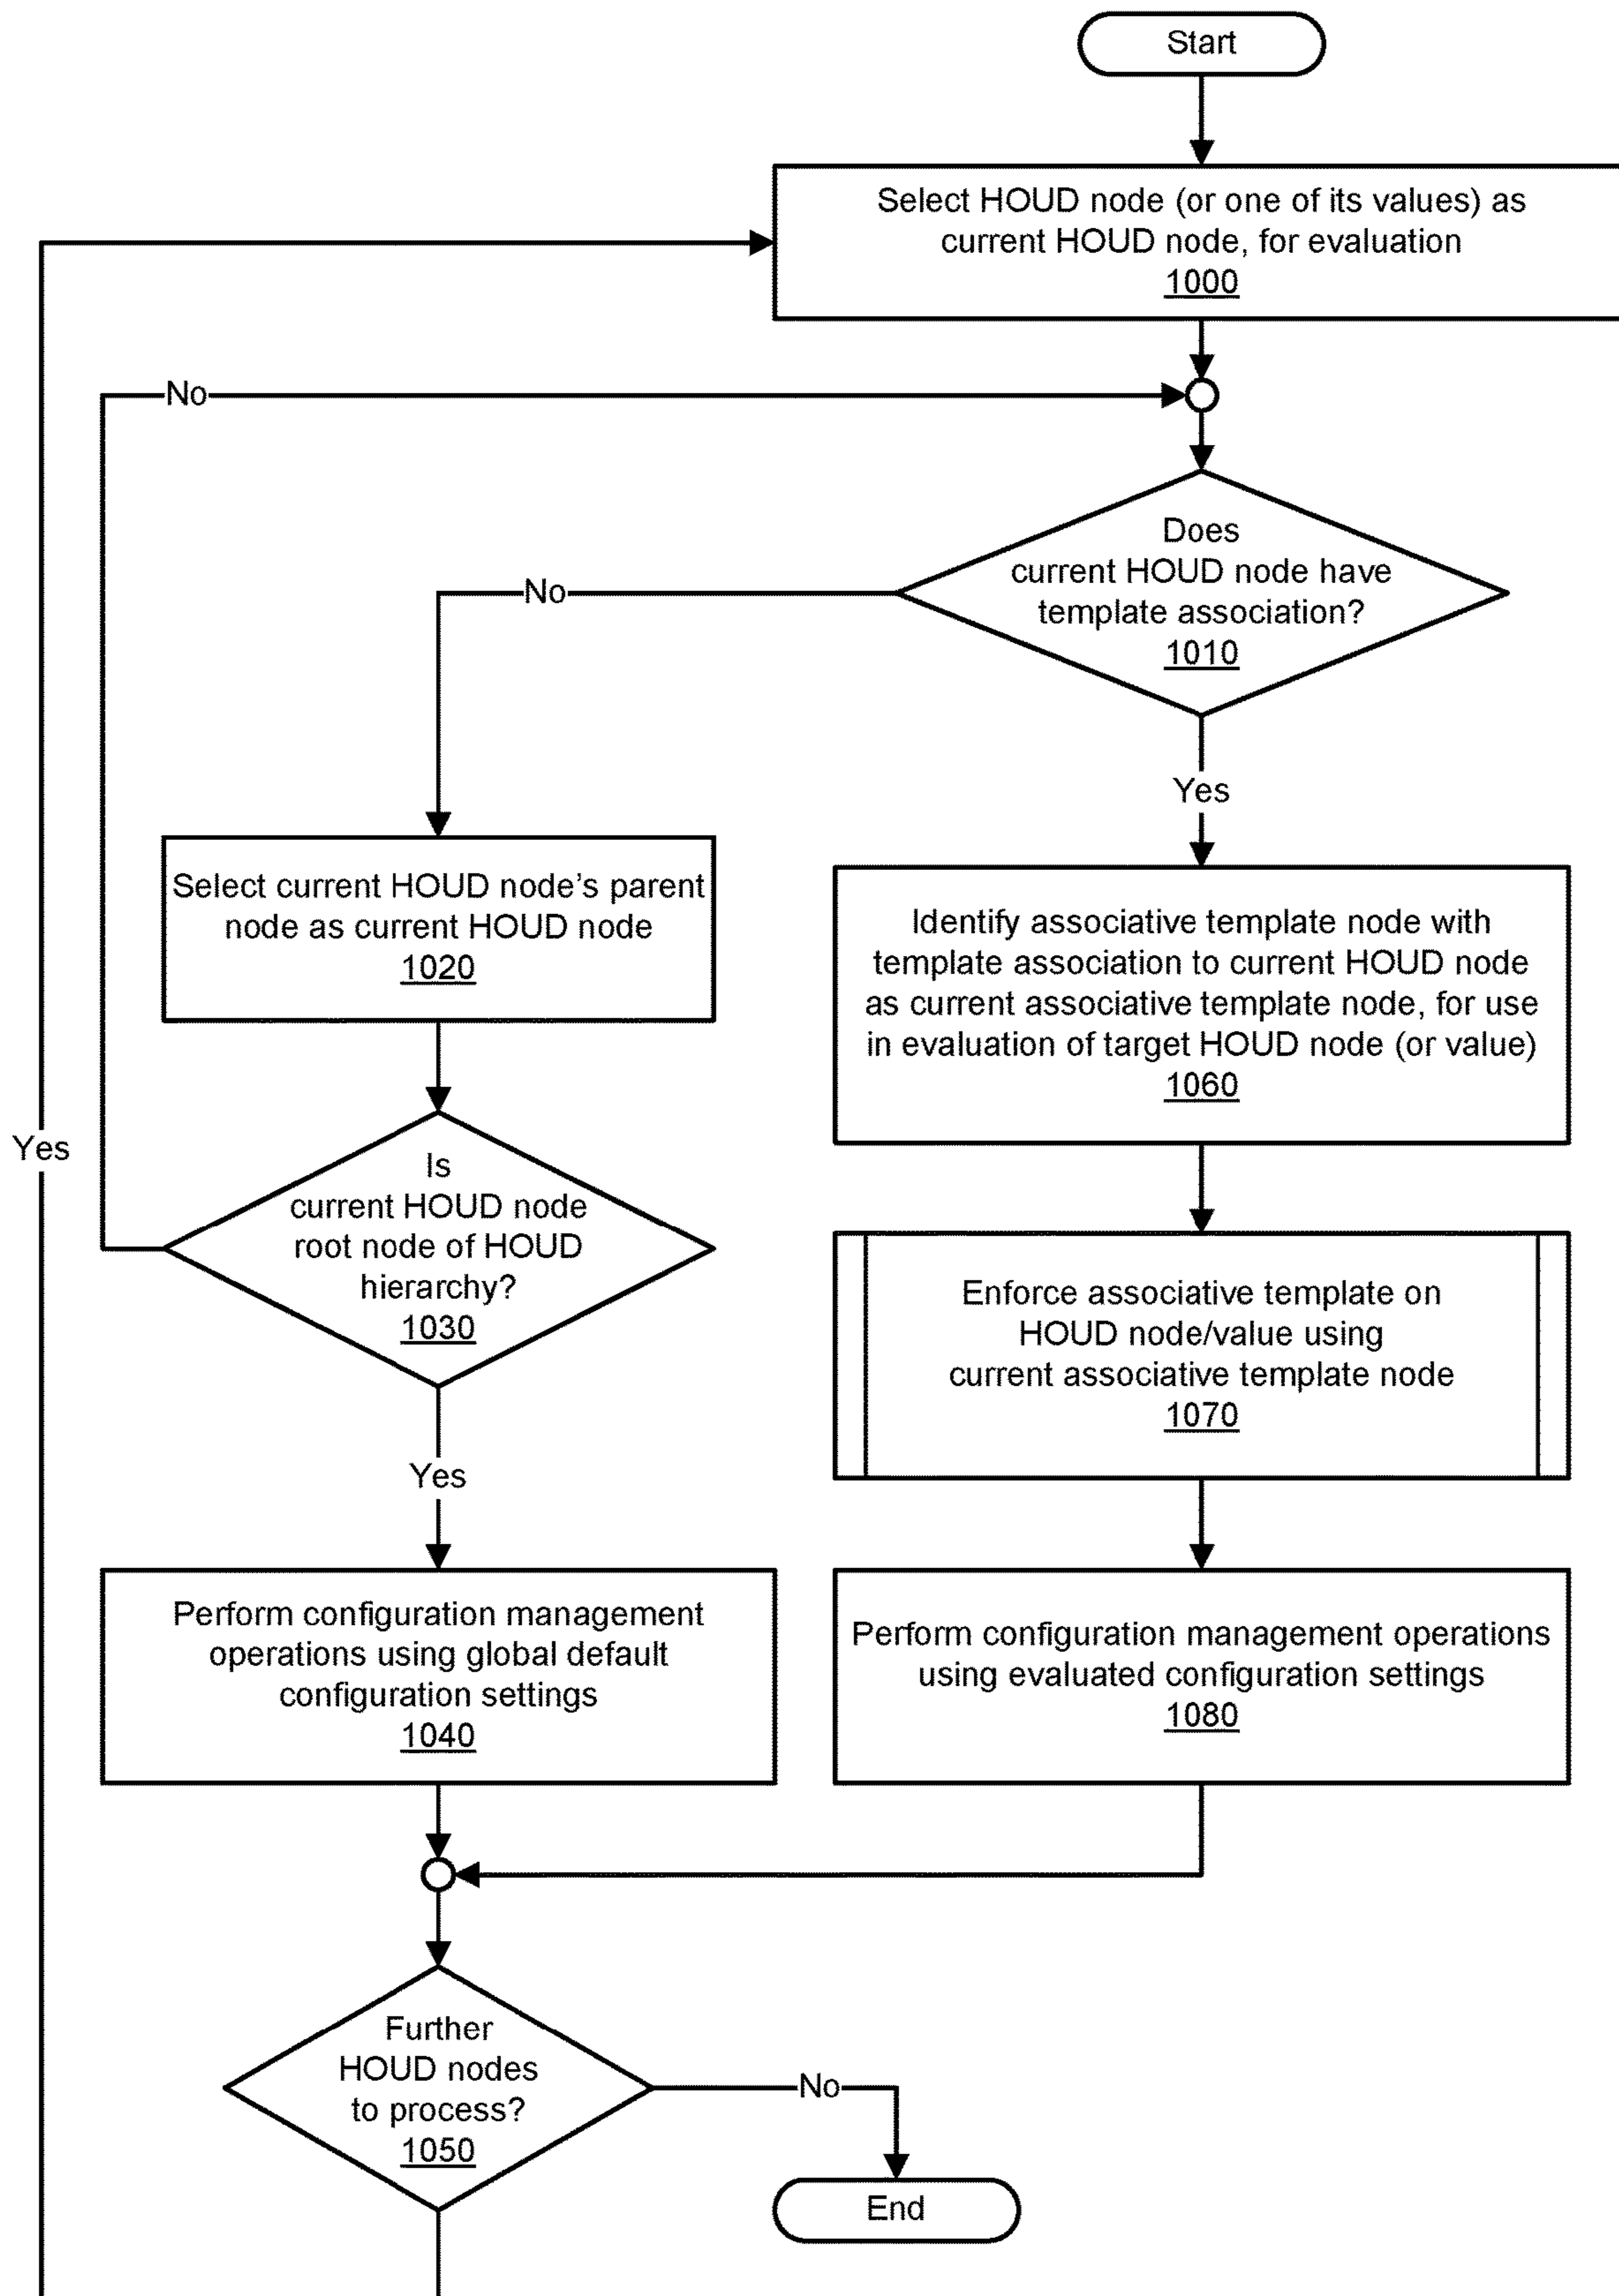 Start
Select HOUD node (or one of its values) as
current HOUD node, for evaluation
1000
No
Does
current HOUD node have
template association?
1010
No
Yes
Select current HOUD node’s parent
node as current HOUD node
1020
Identify associative template node with
template association to current HOUD node
as current associative template node, for use
in evaluation of target HOUD node (or value)
1060
Yes
Is
current HOUD node
root node of HOUD
hierarchy?
1030
Enforce associative template on
HOUD node/value using
current associative template node
1070
Yes
Perform configuration management
operations using global default
configuration settings
1040
Perform configuration management operations
using evaluated configuration settings
1080
Further
HOUD nodes
to process?
1050
No
End